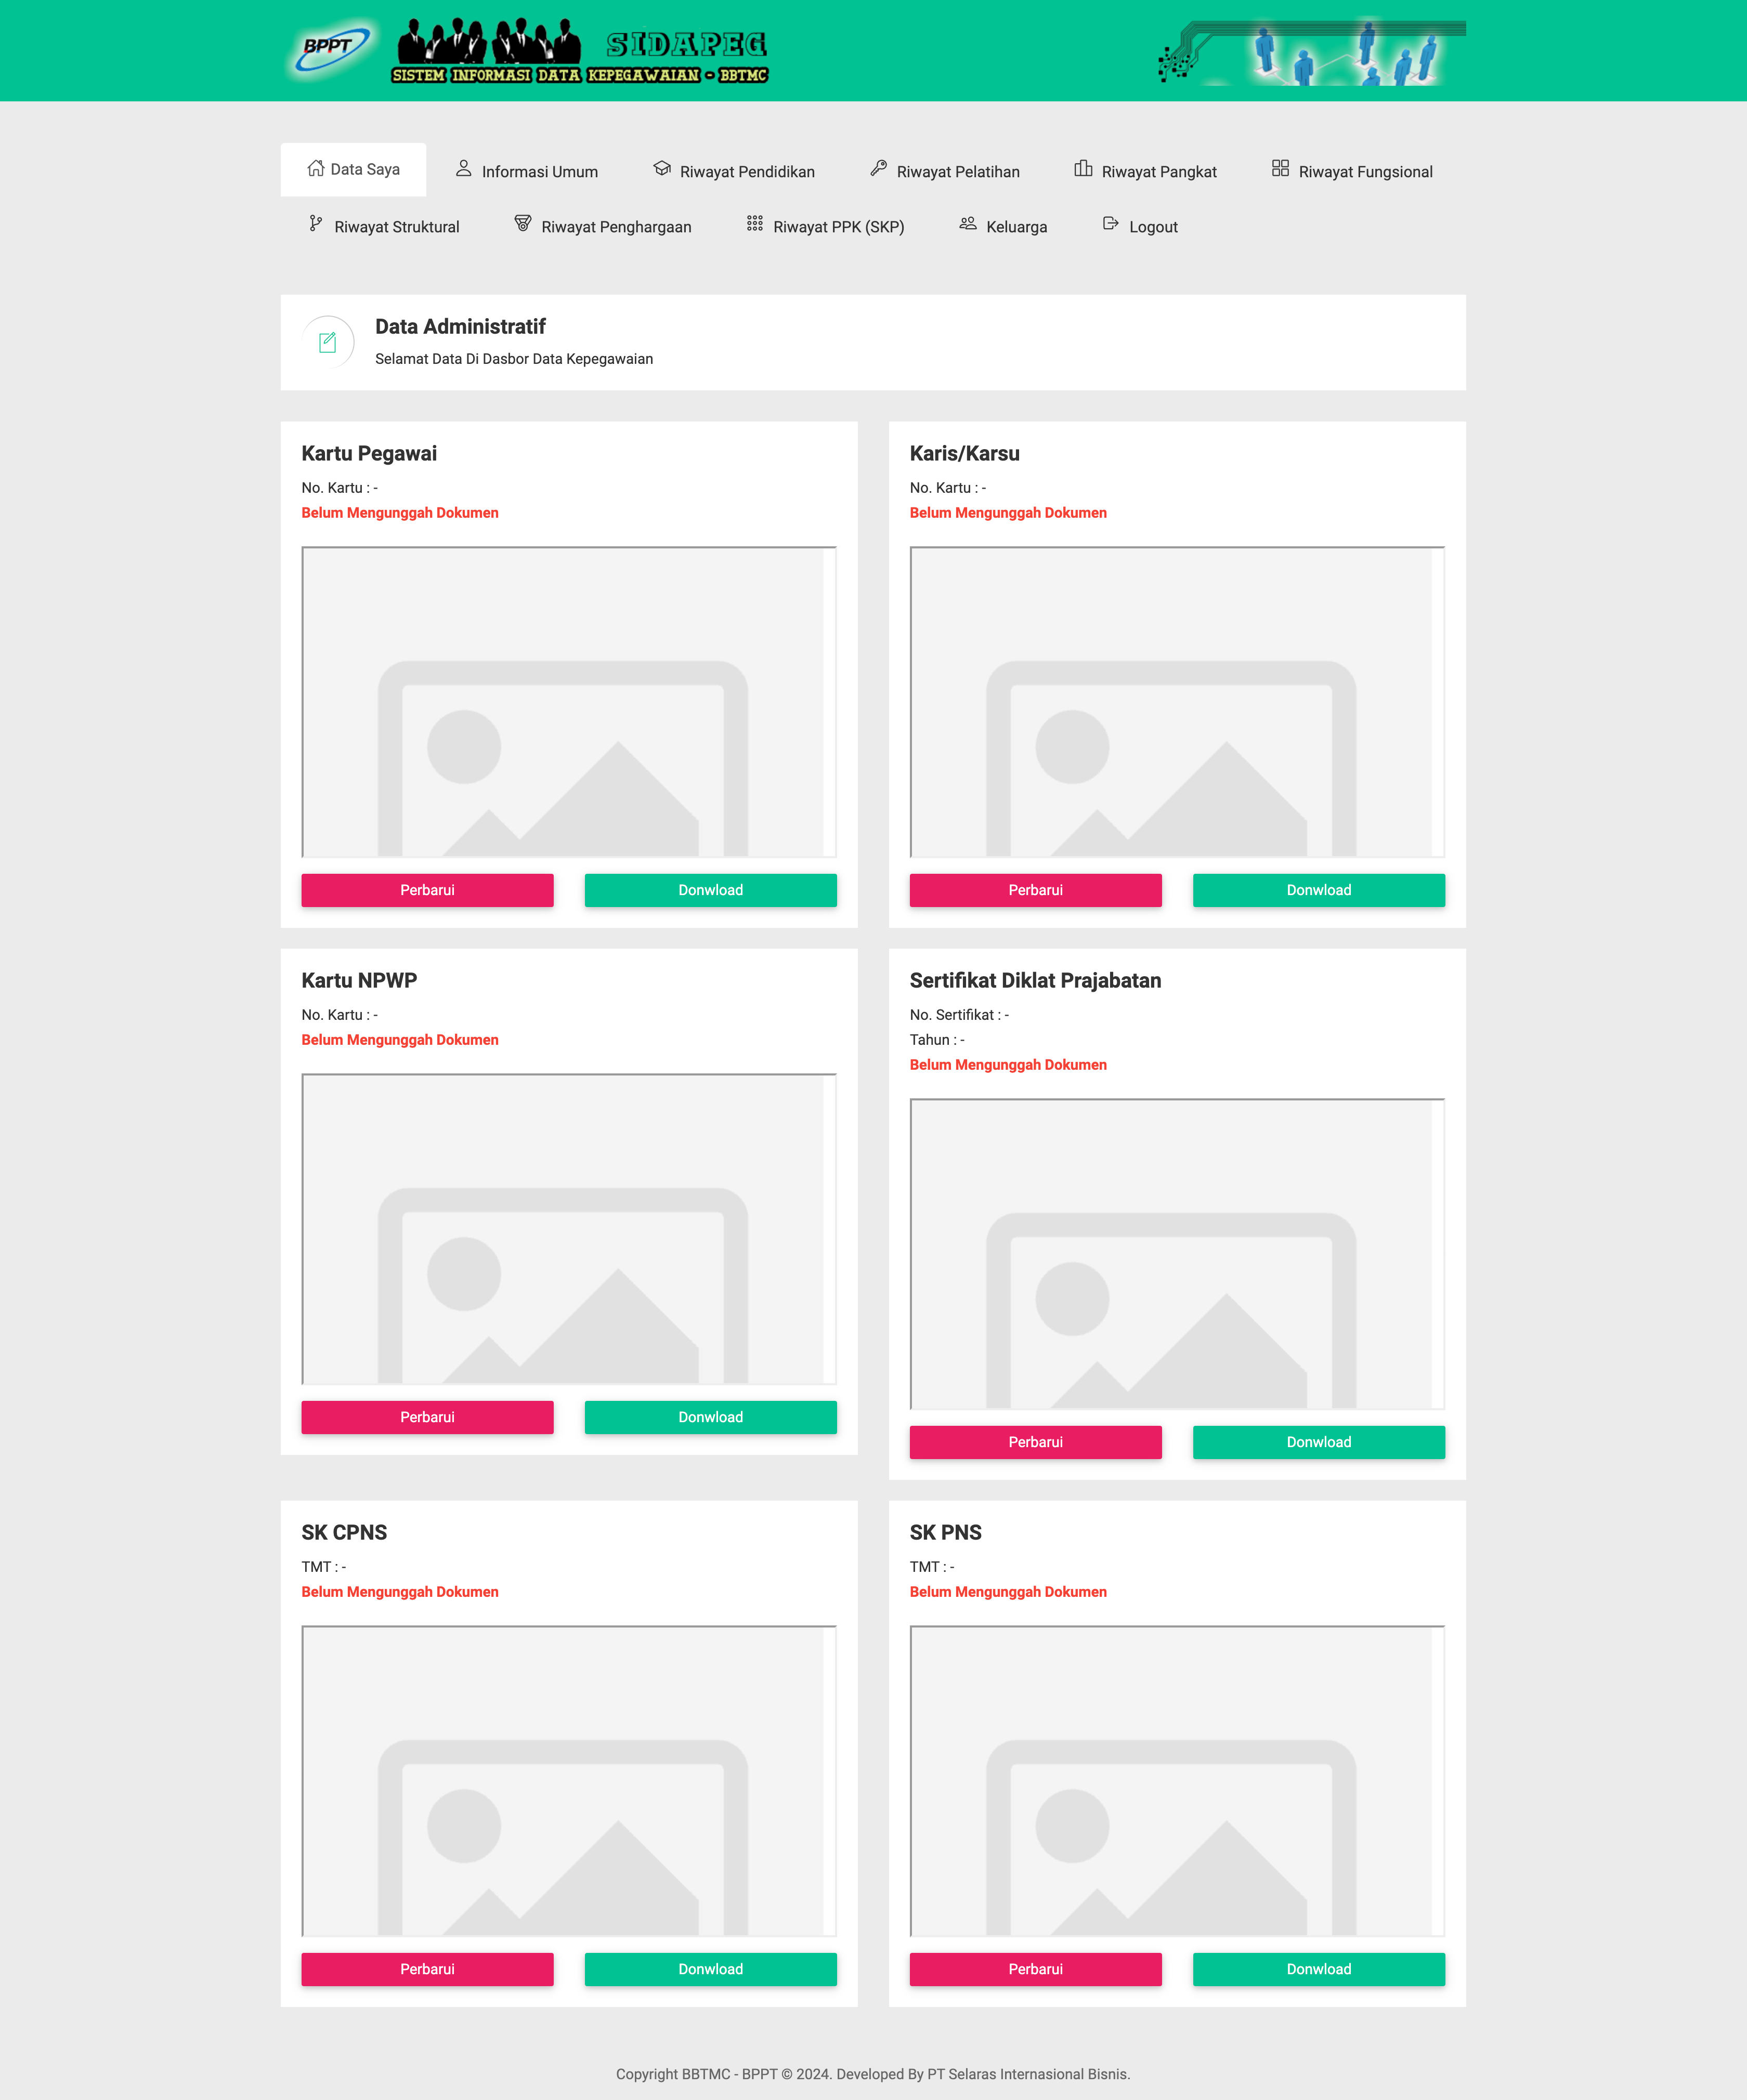 BPPT
SIDAPEG
SISTEM INFORMASI DATA KEPEGAWAIAN - BBTMC
Data Saya
Informasi Umum
Riwayat Pendidikan
Riwayat Pelatihan
Riwayat Pangkat
Riwayat Fungsional
Riwayat Struktural
Riwayat Penghargaan
Riwayat PPK (SKP)
Keluarga
Logout
Data Administratif
Selamat Data Di Dasbor Data Kepegawaian
Kartu Pegawai
No. Kartu : -
Belum Mengunggah Dokumen
Perbarui
Donwload
Karis/Karsu
No. Kartu : -
Belum Mengunggah Dokumen
Perbarui
Donwload
Kartu NPWP
No. Kartu : -
Belum Mengunggah Dokumen
Perbarui
Donwload
Sertifikat Diklat Prajabatan
No. Sertifikat : -
Tahun : -
Belum Mengunggah Dokumen
Perbarui
Donwload
SK CPNS
TMT : -
Belum Mengunggah Dokumen
Perbarui
Donwload
SK PNS
TMT : -
Belum Mengunggah Dokumen
Perbarui
Donwload
Copyright BBTMC - BPPT © 2024. Developed By PT Selaras Internasional Bisnis.